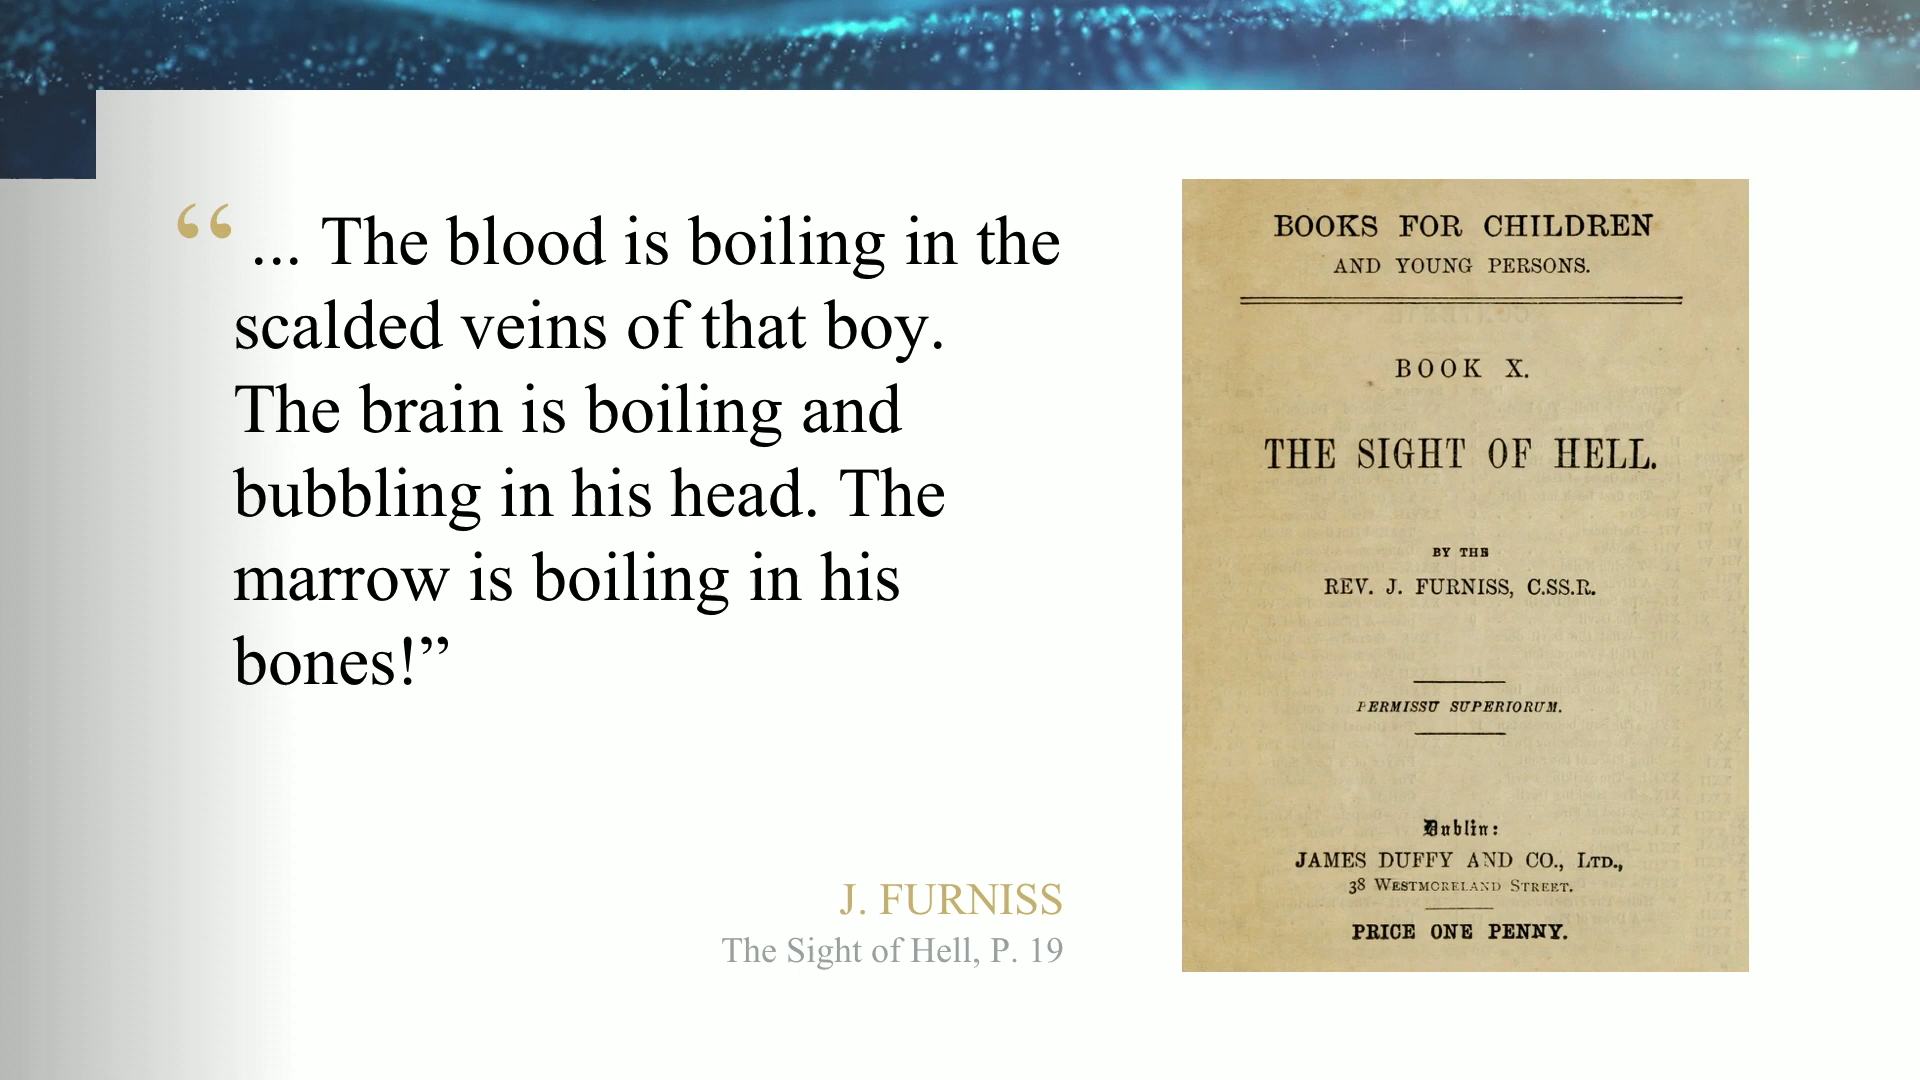 “ ... The blood is boiling in the
scalded veins of that boy.
The brain is boiling and
bubbling in his head. The
marrow is boiling in his
bones!”
J. FURNISS
The Sight of Hell, P. 19
BOOKS FOR CHILDREN
AND YOUNG PERSONS.
BOOK X.
THE SIGHT OF HELL.
BY THE
REV. J. FURNISS, C.SS.R.
PERMISSU SUPERIORUM.
Dublin:
JAMES DUFFY AND CO., LTD.,
38 WESTMORELAND STREET.
PRICE ONE PENNY.